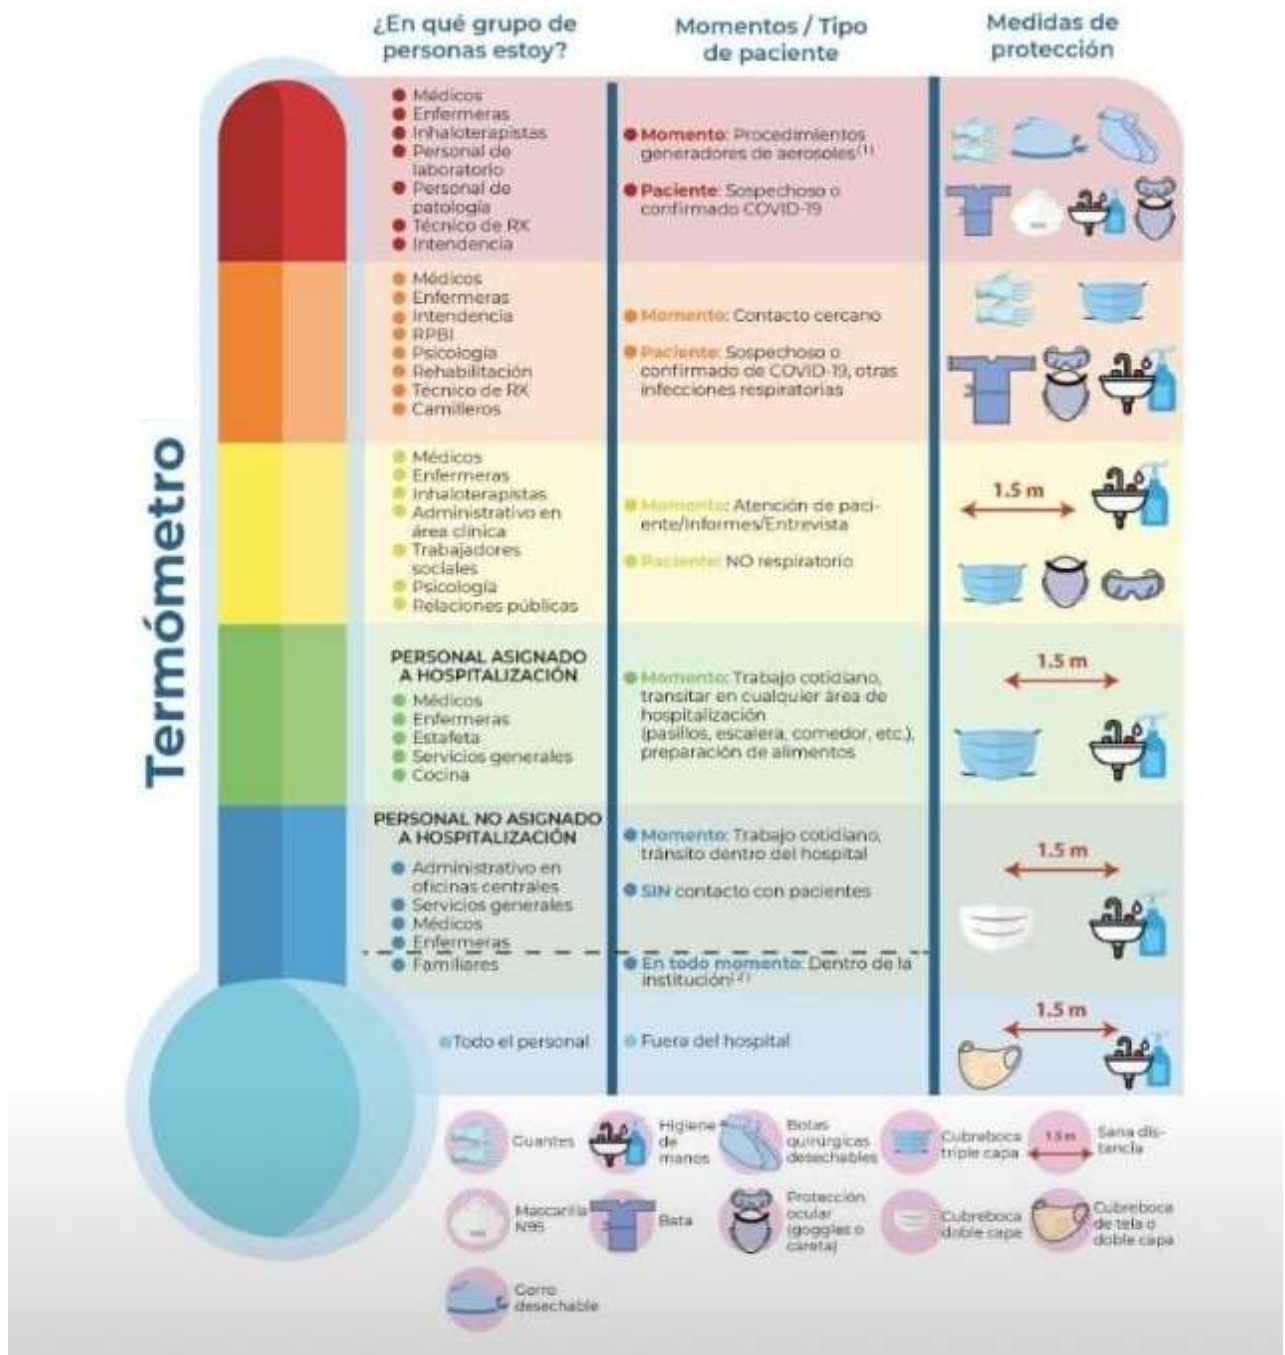 ¿En qué grupo de
personas estoy?
Momentos / Tipo
de paciente
Medidas de
protección
Termómetro
Médicos
Enfermeras
Inhaloterapistas
Personal de
laboratorio
Personal de
patología
Técnico de RX
Intendencia
Momento: Procedimientos
generadores de aerosoles(1)
Paciente: Sospechoso o
confirmado COVID-19
Médicos
Enfermeras
Intendencia
RPBI
Psicología
Rehabilitación
Técnico de RX
Camilleros
Momento: Contacto cercano
Paciente: Sospechoso o
confirmado de COVID-19, otras
infecciones respiratorias
Médicos
Enfermeras
Inhaloterapistas
Administrativo en
área clínica
Trabajadores
sociales
Psicología
Relaciones públicas
Momento: Atención de paci-
ente/Informes/Entrevista
Paciente: NO respiratorio
1.5 m
PERSONAL ASIGNADO
A HOSPITALIZACIÓN
Médicos
Enfermeras
Estafeta
Servicios generales
Cocina
Momento: Trabajo cotidiano,
transitar en cualquier área de
hospitalización
(pasillos, escalera, comedor, etc.),
preparación de alimentos
1.5 m
PERSONAL NO ASIGNADO
A HOSPITALIZACIÓN
Administrativo en
oficinas centrales
Servicios generales
Médicos
Enfermeras
Familiares
Momento: Trabajo cotidiano,
tránsito dentro del hospital
SIN contacto con pacientes
En todo momento: Dentro de la
institución(2)
1.5 m
Todo el personal
Fuera del hospital
1.5 m
Guantes
Higiene
de
manos
Botas
quirúrgicas
desechables
Cubreboca
triple capa
1.5 m
Sana dis-
tancia
Mascarilla
N95
Bata
Protección
ocular
(goggles o
careta)
Cubreboca
doble capa
Cubreboca
de tela o
doble capa
Gorro
desechable